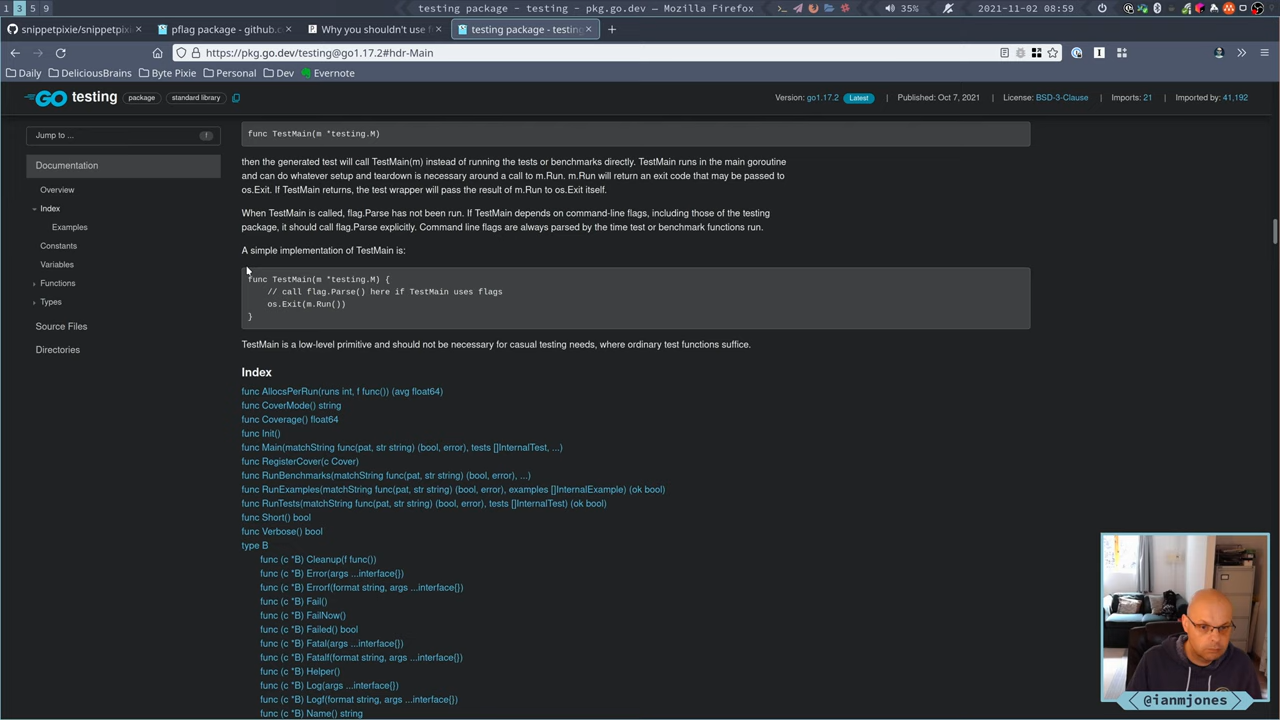 1 2 3 5 8
testing package - testing - pkg.go.dev — Mozilla Firefox
35%
2021-11-02 08:59
snippetpixie/snippetpixi
pflag package - github.c
Why you shouldn't use f
testing package - testing
https://pkg.go.dev/testing@go1.17.2#hdr-Main
Daily
DeliciousBrains
Byte Pixie
Personal
Dev
Evernote
GO testing package standard library
Version: go1.17.2 Latest
Published: Oct 7, 2021
License: BSD-3-Clause
Imports: 21
Imported by: 41,192
Jump to ... f
Documentation
Overview
Index
Examples
Constants
Variables
Functions
Types
Source Files
Directories
func TestMain(m *testing.M)
then the generated test will call TestMain(m) instead of running the tests or benchmarks directly. TestMain runs in the main goroutine
and can do whatever setup and teardown is necessary around a call to m.Run. m.Run will return an exit code that may be passed to
os.Exit. If TestMain returns, the test wrapper will pass the result of m.Run to os.Exit itself.
When TestMain is called, flag.Parse has not been run. If TestMain depends on command-line flags, including those of the testing
package, it should call flag.Parse explicitly. Command line flags are always parsed by the time test or benchmark functions run.
A simple implementation of TestMain is:
func TestMain(m *testing.M) {
// call flag.Parse() here if TestMain uses flags
os.Exit(m.Run())
}
TestMain is a low-level primitive and should not be necessary for casual testing needs, where ordinary test functions suffice.
Index
func AllocsPerRun(runs int, f func()) (avg float64)
func CoverMode() string
func Coverage() float64
func Init()
func Main(matchString func(pat, str string) (bool, error), tests []InternalTest, ...)
func RegisterCover(c Cover)
func RunBenchmarks(matchString func(pat, str string) (bool, error), ...)
func RunExamples(matchString func(pat, str string) (bool, error), examples []InternalExample) (ok bool)
func RunTests(matchString func(pat, str string) (bool, error), tests []InternalTest) (ok bool)
func Short() bool
func Verbose() bool
type B
func (c *B) Cleanup(f func())
func (c *B) Error(args ...interface{})
func (c *B) Errorf(format string, args ...interface{})
func (c *B) Fail()
func (c *B) FailNow()
func (c *B) Failed() bool
func (c *B) Fatal(args ...interface{})
func (c *B) Fatalf(format string, args ...interface{})
func (c *B) Helper()
func (c *B) Log(args ...interface{})
func (c *B) Logf(format string, args ...interface{})
func (c *B) Name() string
@ianmjones